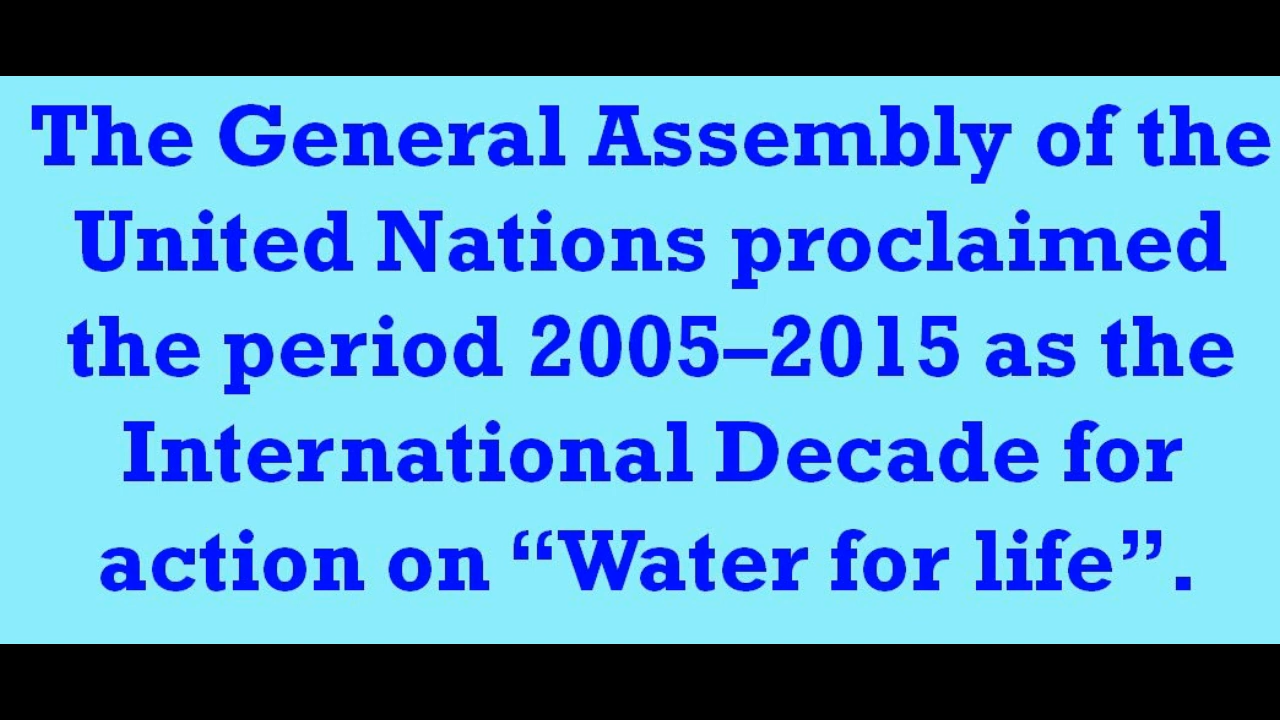 The General Assembly of the
United Nations proclaimed
the period 2005–2015 as the
International Decade for
action on “Water for life”.